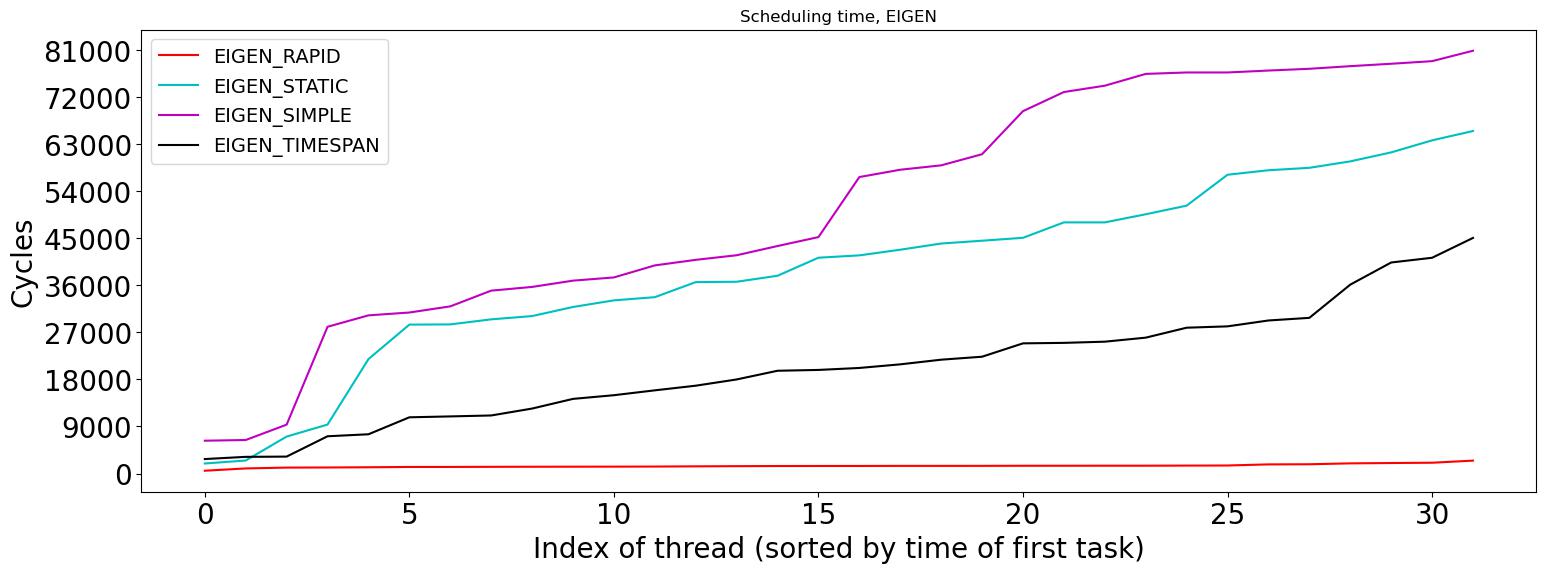 Scheduling time, EIGEN
81000
72000
63000
54000
45000
36000
27000
18000
9000
0
Cycles
EIGEN_RAPID
EIGEN_STATIC
EIGEN_SIMPLE
EIGEN_TIMESPAN
0 5 10 15 20 25 30
Index of thread (sorted by time of first task)